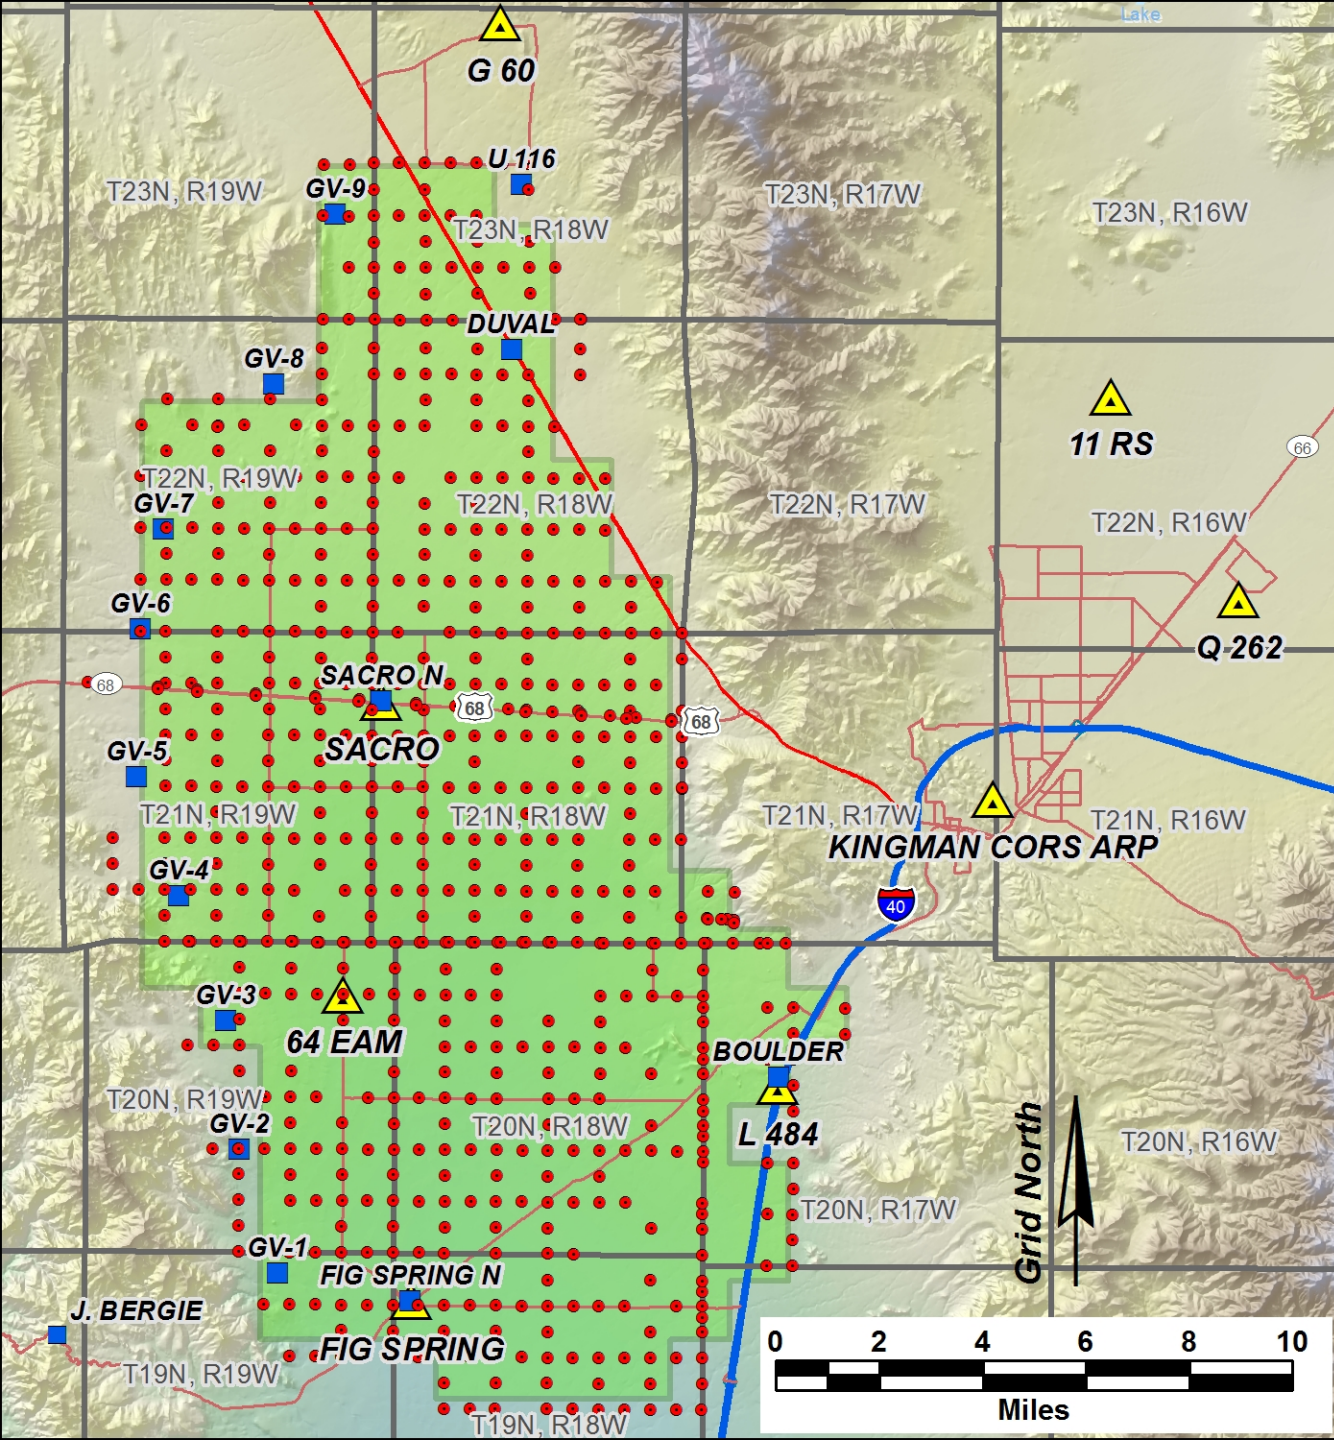 Lake
G 60
U 116
GV-9
T23N, R19W
T23N, R18W
T23N, R17W
T23N, R16W
DUVAL
GV-8
11 RS
66
T22N, R19W
GV-7
T22N, R18W
T22N, R17W
T22N, R16W
GV-6
Q 262
SACRO N
68
68
68
SACRO
GV-5
T21N, R19W
T21N, R18W
T21N, R17W
T21N, R16W
KINGMAN CORS ARP
GV-4
40
GV-3
64 EAM
BOULDER
T20N, R19W
GV-2
T20N, R18W
L 484
T20N, R16W
Grid North
T20N, R17W
GV-1
FIG SPRING N
J. BERGIE
FIG SPRING
T19N, R19W
T19N, R18W
0 2 4 6 8 10
Miles